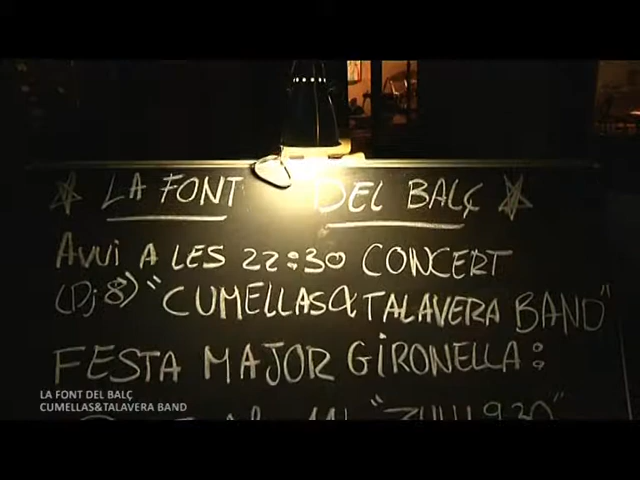 LA FONT DEL BALÇ
AVUI A LES 22:30 CONCERT
(Dj 8) "CUMELLAS&TALAVERA BAND"
FESTA MAJOR GIRONELLA:
LA FONT DEL BALÇ
CUMELLAS&TALAVERA BAND